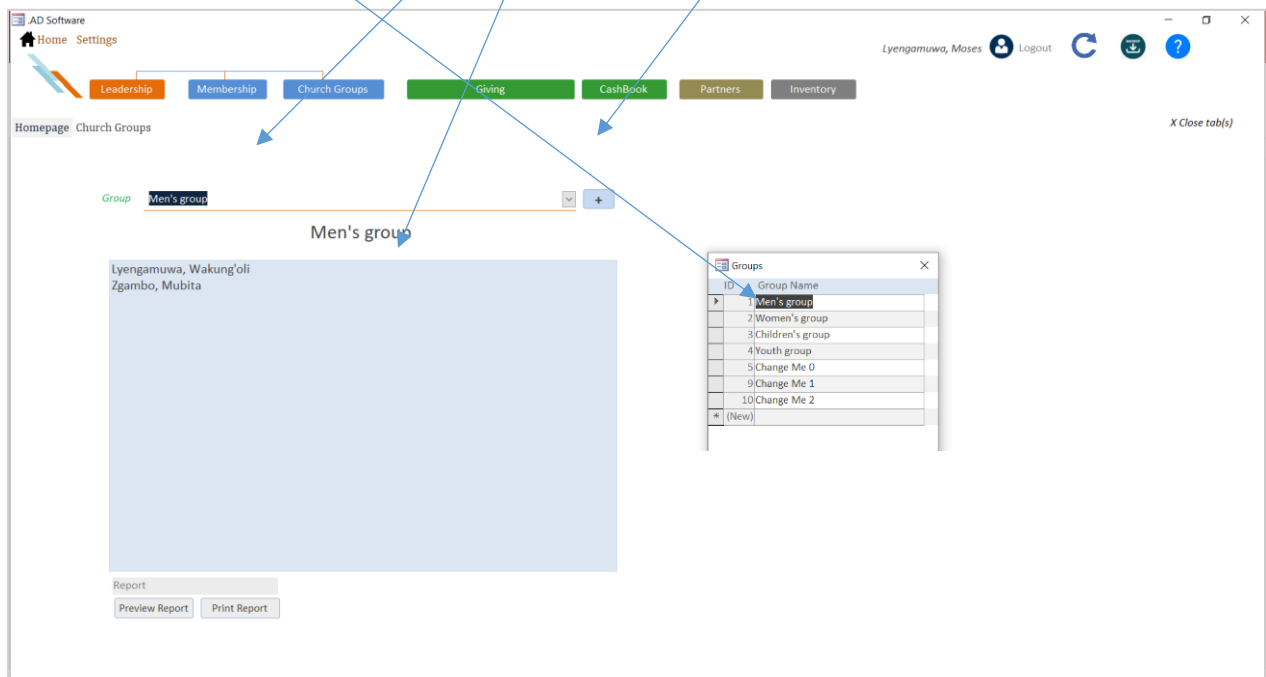 .AD Software
Home Settings
Lyengamuwa, Moses Logout
Leadership Membership Church Groups Giving CashBook Partners Inventory
Homepage Church Groups
X Close tab(s)
Group Men's group
+
Men's group
Lyengamuwa, Wakung'oli
Zgambo, Mubita
Report
Preview Report Print Report
Groups
ID Group Name
1 Men's group
2 Women's group
3 Children's group
4 Youth group
5 Change Me 0
9 Change Me 1
10 Change Me 2
* (New)